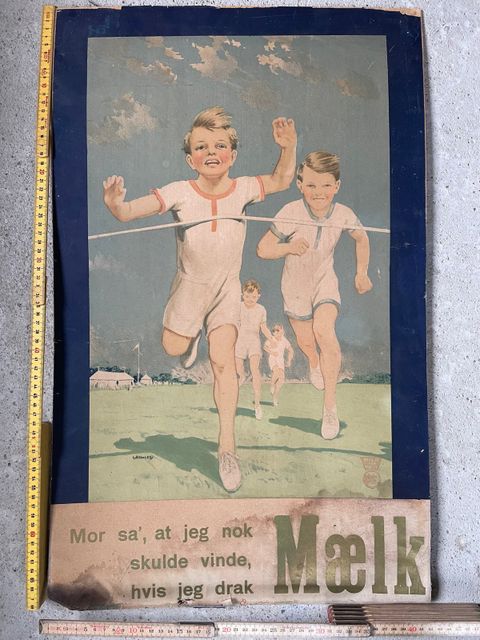 Mor sa', at jeg nok
skulde vinde,
hvis jeg drak
Mælk